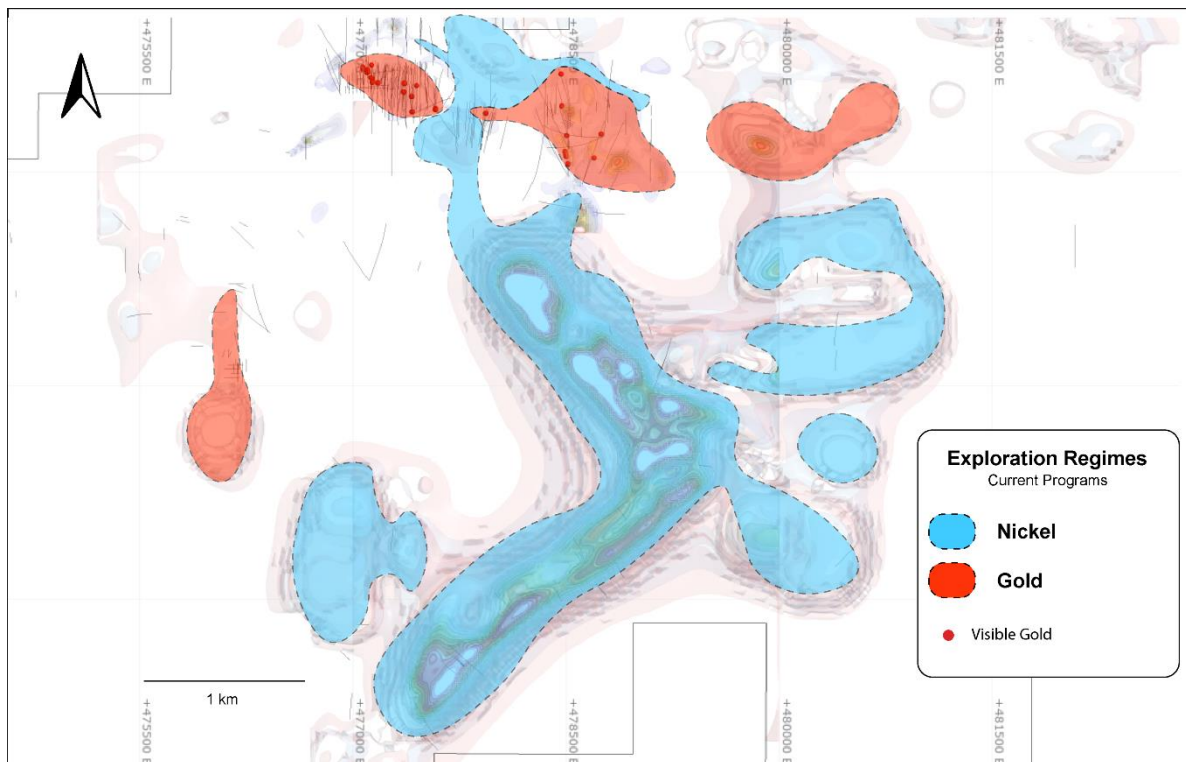 +475500 E
+477000 E
+478500 E
+480000 E
+481500 E
Exploration Regimes
Current Programs
Nickel
Gold
Visible Gold
1 km
+475500 E
+477000 E
+478500 E
+480000 E
+481500 E